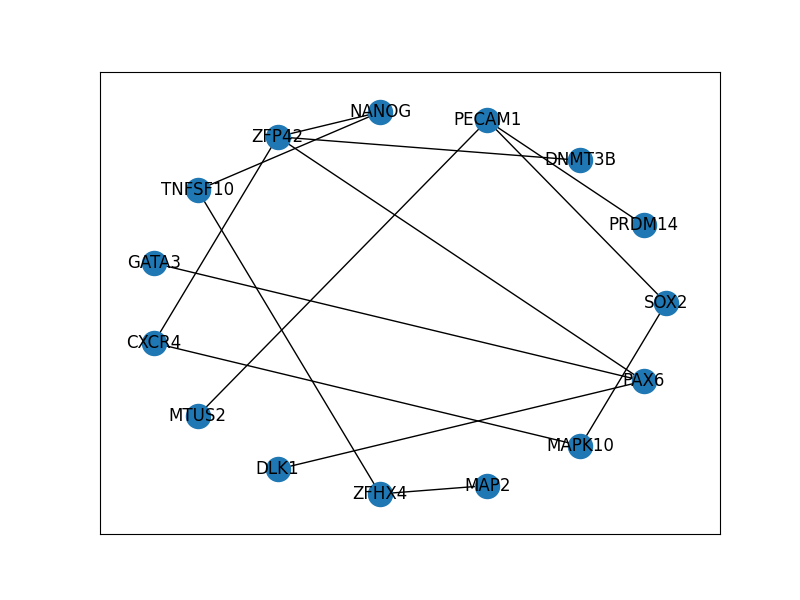 NANOG
PECAM1
ZFP42
DNMT3B
TNFSF10
PRDM14
GATA3
SOX2
CXCR4
PAX6
MTUS2
MAPK10
DLK1
MAP2
ZFHX4